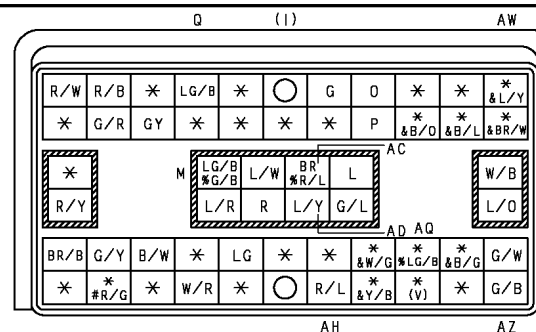 Q (I) AW
R/W R/B * LG/B * G O * * * &L/Y
* G/R GY * * * * P * &B/O * &B/L * &BR/W
* R/Y
M
LG/B %G/B L/W BR %R/L L
L/R R L/Y G/L
AC
AD AQ
W/B
L/O
BR/B G/Y B/W * LG * * * &W/G * %LG/B * &B/G G/W
* * #R/G * W/R * R/L * &Y/B * (V) * G/B
AH AZ